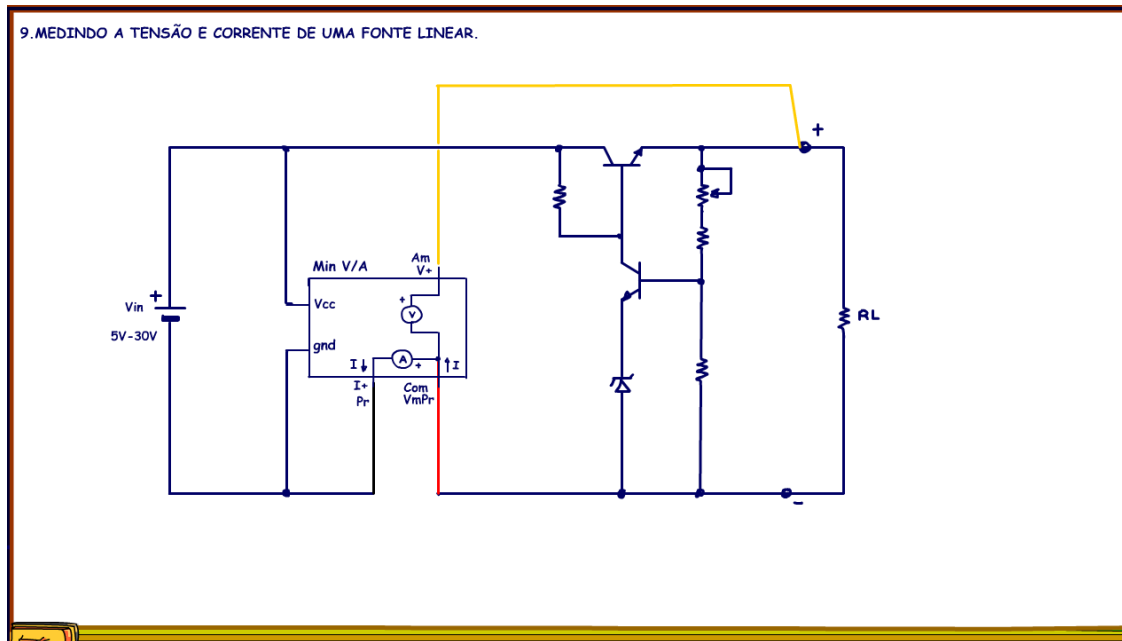 9.MEDINDO A TENSÃO E CORRENTE DE UMA FONTE LINEAR.
+
Min V/A
Am
V+
Vcc
+
V
gnd
I
A
+
I
I+
Pr
Com
VmPr
+
Vin
5V-30V
RL
-